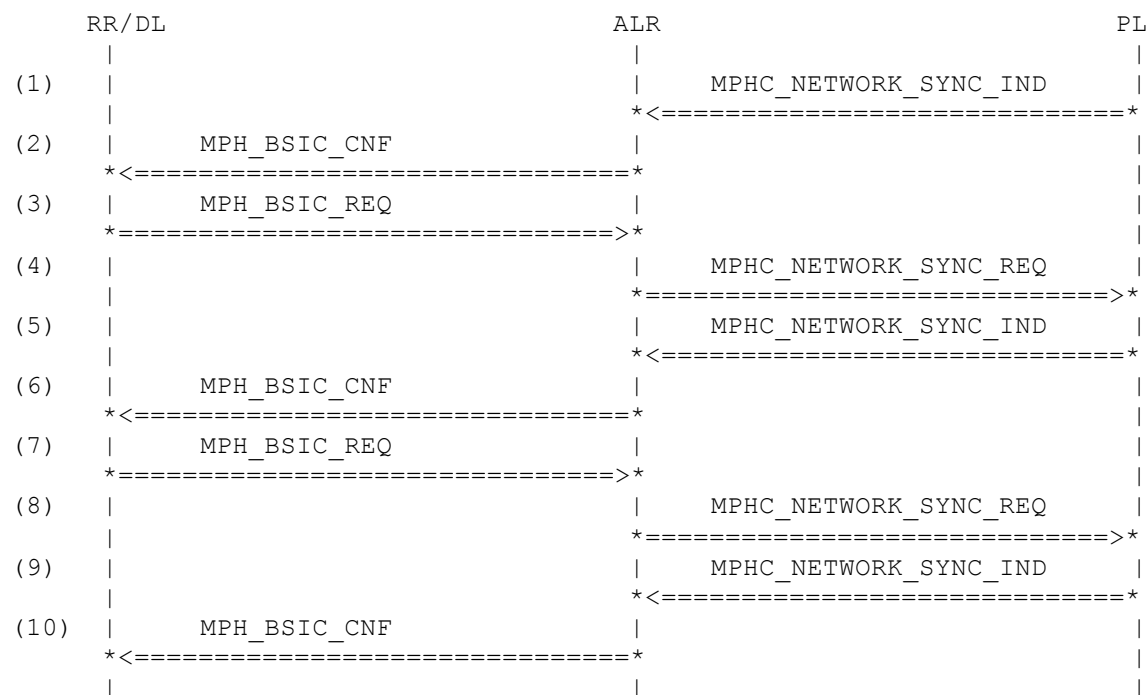 RR/DL                            ALR                             PL
      |                                |                               |
(1)   |                                |    MPHC_NETWORK_SYNC_IND      |
      |                                *<=============================*
(2)   |     MPH_BSIC_CNF               |                               |
      *<===============================*                               |
(3)   |     MPH_BSIC_REQ               |                               |
      *===============================>*                               |
(4)   |                                |    MPHC_NETWORK_SYNC_REQ      |
      |                                *=============================>*
(5)   |                                |    MPHC_NETWORK_SYNC_IND      |
      |                                *<=============================*
(6)   |     MPH_BSIC_CNF               |                               |
      *<===============================*                               |
(7)   |     MPH_BSIC_REQ               |                               |
      *===============================>*                               |
(8)   |                                |    MPHC_NETWORK_SYNC_REQ      |
      |                                *=============================>*
(9)   |                                |    MPHC_NETWORK_SYNC_IND      |
      |                                *<=============================*
(10)  |     MPH_BSIC_CNF               |                               |
      *<===============================*                               |
      |                                |                               |